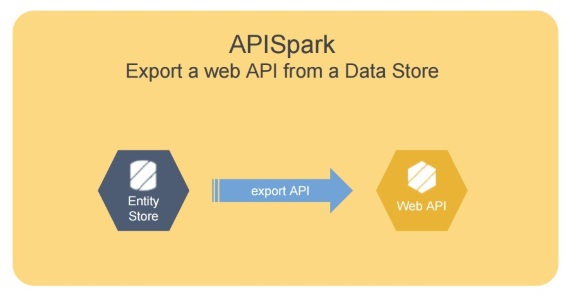 APISpark
Export a web API from a Data Store
Entity
Store
export API
Web API